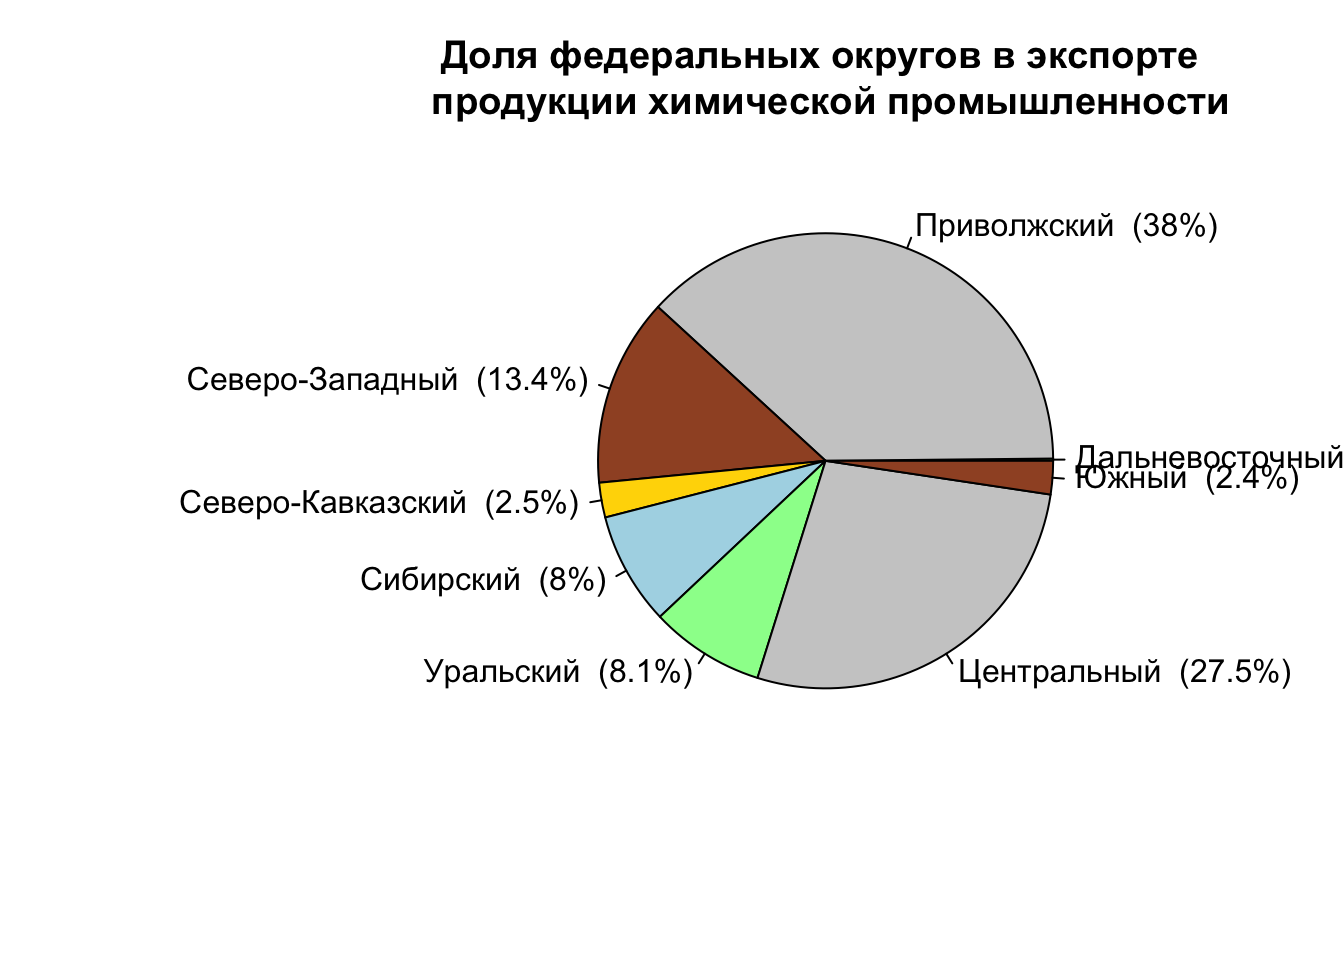 Доля федеральных округов в экспорте
продукции химической промышленности
Приволжский (38%)
Северо-Западный (13.4%)
Дальневосточный
Южный (2.4%)
Северо-Кавказский (2.5%)
Сибирский (8%)
Уральский (8.1%)
Центральный (27.5%)